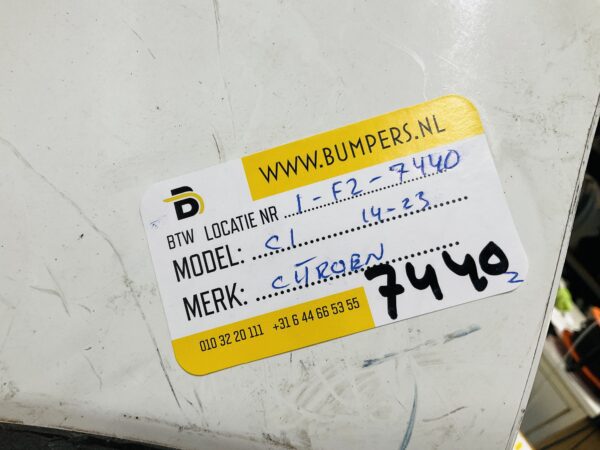 WWW.BUMPERS.NL
BTW LOCATIE NR 1-F2-7440
MODEL: C1 14-23
MERK: CITROEN
7440
010 32 20 111 +31 6 44 66 53 55